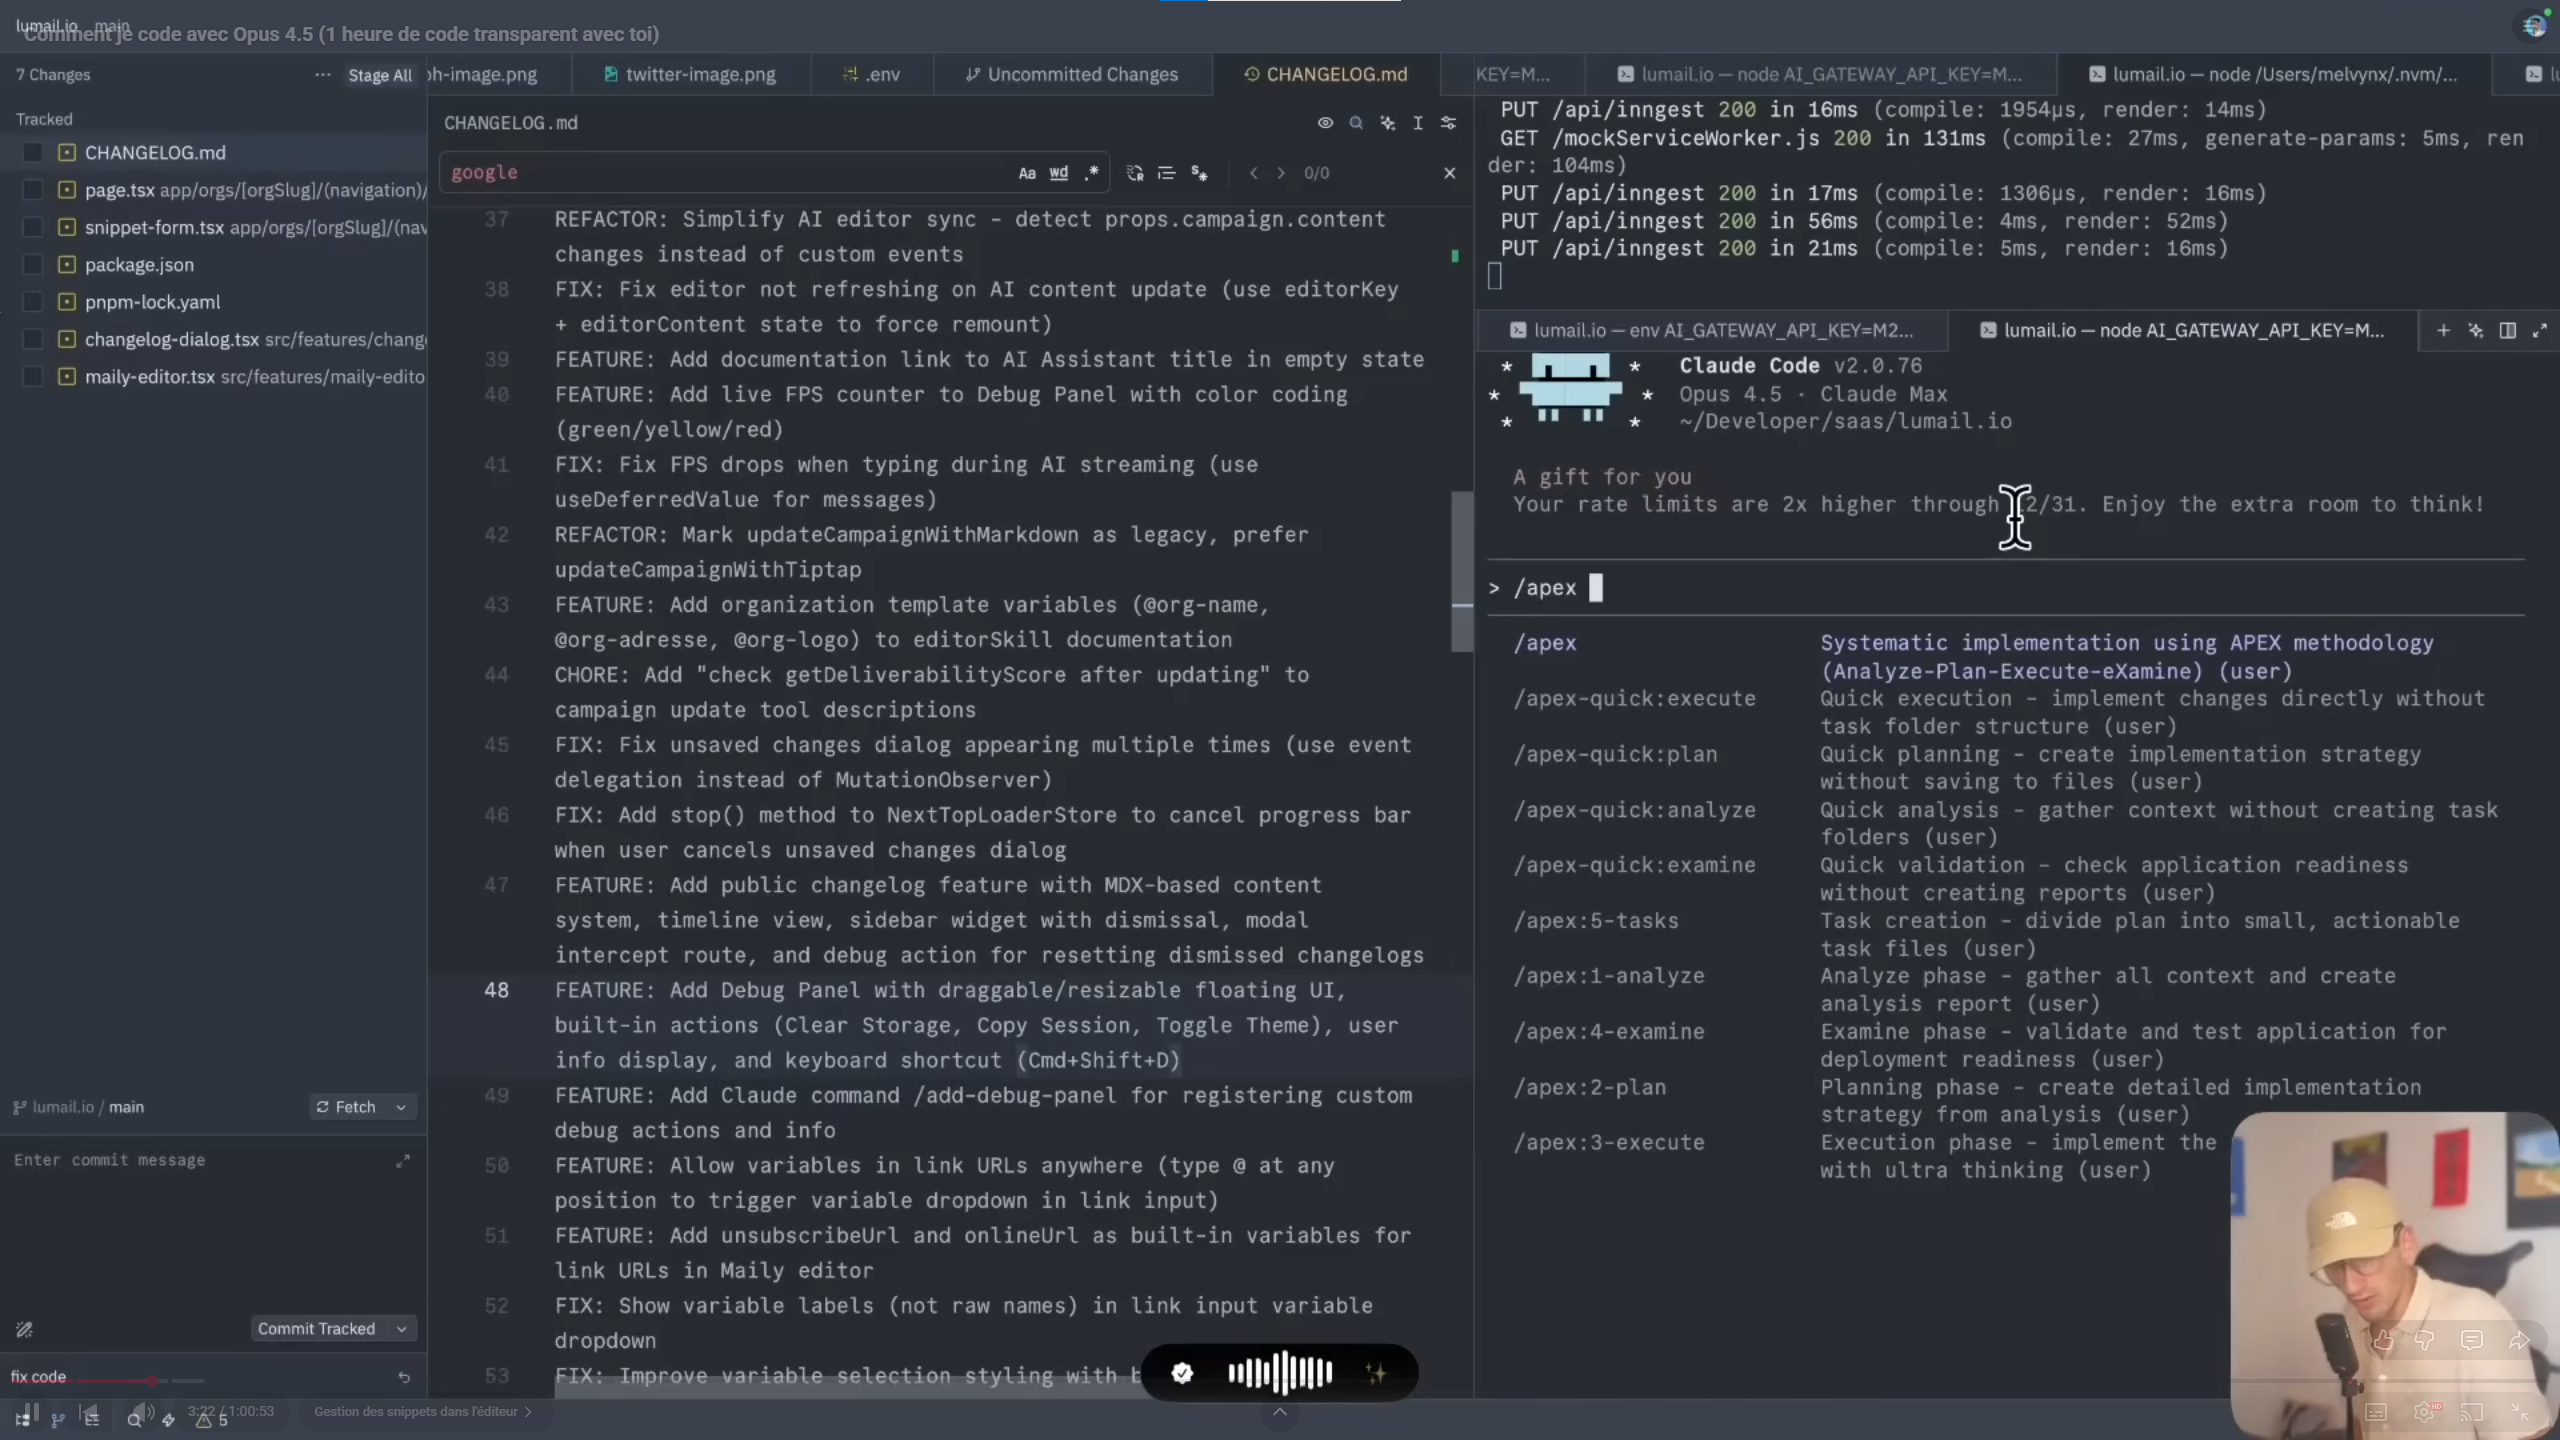 lumail.io main
Comment je code avec Opus 4.5 (1 heure de code transparent avec toi)
7 Changes
Stage All
Tracked
CHANGELOG.md
page.tsx app/orgs/[orgSlug]/(navigation)/
snippet-form.tsx app/orgs/[orgSlug]/(nav
package.json
pnpm-lock.yaml
changelog-dialog.tsx src/features/change
maily-editor.tsx src/features/maily-edito
lumail.io / main
Fetch
Enter commit message
Commit Tracked
fix code
3:22 / 1:00:53
Gestion des snippets dans l'éditeur
5
ph-image.png
twitter-image.png
.env
Uncommitted Changes
CHANGELOG.md
CHANGELOG.md
google
Aa wd .*
0/0
37 REFACTOR: Simplify AI editor sync - detect props.campaign.content
changes instead of custom events
38 FIX: Fix editor not refreshing on AI content update (use editorKey
+ editorContent state to force remount)
39 FEATURE: Add documentation link to AI Assistant title in empty state
40 FEATURE: Add live FPS counter to Debug Panel with color coding
(green/yellow/red)
41 FIX: Fix FPS drops when typing during AI streaming (use
useDeferredValue for messages)
42 REFACTOR: Mark updateCampaignWithMarkdown as legacy, prefer
updateCampaignWithTiptap
43 FEATURE: Add organization template variables (@org-name,
@org-adresse, @org-logo) to editorSkill documentation
44 CHORE: Add "check getDeliverabilityScore after updating" to
campaign update tool descriptions
45 FIX: Fix unsaved changes dialog appearing multiple times (use event
delegation instead of MutationObserver)
46 FIX: Add stop() method to NextTopLoaderStore to cancel progress bar
when user cancels unsaved changes dialog
47 FEATURE: Add public changelog feature with MDX-based content
system, timeline view, sidebar widget with dismissal, modal
intercept route, and debug action for resetting dismissed changelogs
48 FEATURE: Add Debug Panel with draggable/resizable floating UI,
built-in actions (Clear Storage, Copy Session, Toggle Theme), user
info display, and keyboard shortcut (Cmd+Shift+D)
49 FEATURE: Add Claude command /add-debug-panel for registering custom
debug actions and info
50 FEATURE: Allow variables in link URLs anywhere (type @ at any
position to trigger variable dropdown in link input)
51 FEATURE: Add unsubscribeUrl and onlineUrl as built-in variables for
link URLs in Maily editor
52 FIX: Show variable labels (not raw names) in link input variable
dropdown
53 FIX: Improve variable selection styling with b
KEY=M...
lumail.io — node AI_GATEWAY_API_KEY=M...
lumail.io — node /Users/melvynx/.nvm/...
PUT /api/inngest 200 in 16ms (compile: 1954µs, render: 14ms)
GET /mockServiceWorker.js 200 in 131ms (compile: 27ms, generate-params: 5ms, ren
der: 104ms)
PUT /api/inngest 200 in 17ms (compile: 1306µs, render: 16ms)
PUT /api/inngest 200 in 56ms (compile: 4ms, render: 52ms)
PUT /api/inngest 200 in 21ms (compile: 5ms, render: 16ms)
lumail.io — env AI_GATEWAY_API_KEY=M2...
lumail.io — node AI_GATEWAY_API_KEY=M...
Claude Code v2.0.76
Opus 4.5 · Claude Max
~/Developer/saas/lumail.io
A gift for you
Your rate limits are 2x higher through 2/31. Enjoy the extra room to think!
> /apex
/apex Systematic implementation using APEX methodology
(Analyze-Plan-Execute-eXamine) (user)
/apex-quick:execute Quick execution - implement changes directly without
task folder structure (user)
/apex-quick:plan Quick planning - create implementation strategy
without saving to files (user)
/apex-quick:analyze Quick analysis - gather context without creating task
folders (user)
/apex-quick:examine Quick validation - check application readiness
without creating reports (user)
/apex:5-tasks Task creation - divide plan into small, actionable
task files (user)
/apex:1-analyze Analyze phase - gather all context and create
analysis report (user)
/apex:4-examine Examine phase - validate and test application for
deployment readiness (user)
/apex:2-plan Planning phase - create detailed implementation
strategy from analysis (user)
/apex:3-execute Execution phase - implement the
with ultra thinking (user)